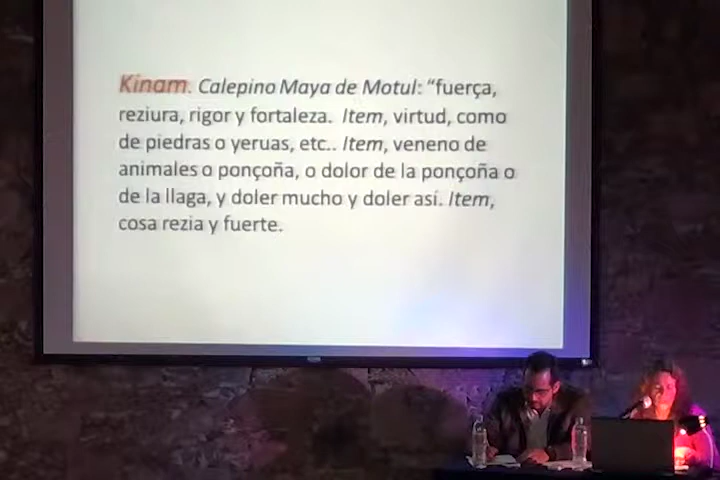 Kinam. Calepino Maya de Motul: “fuerça,
reziura, rigor y fortaleza. Item, virtud, como
de piedras o yeruas, etc.. Item, veneno de
animales o ponçoña, o dolor de la ponçoña o
de la llaga, y doler mucho y doler así. Item,
cosa rezia y fuerte.